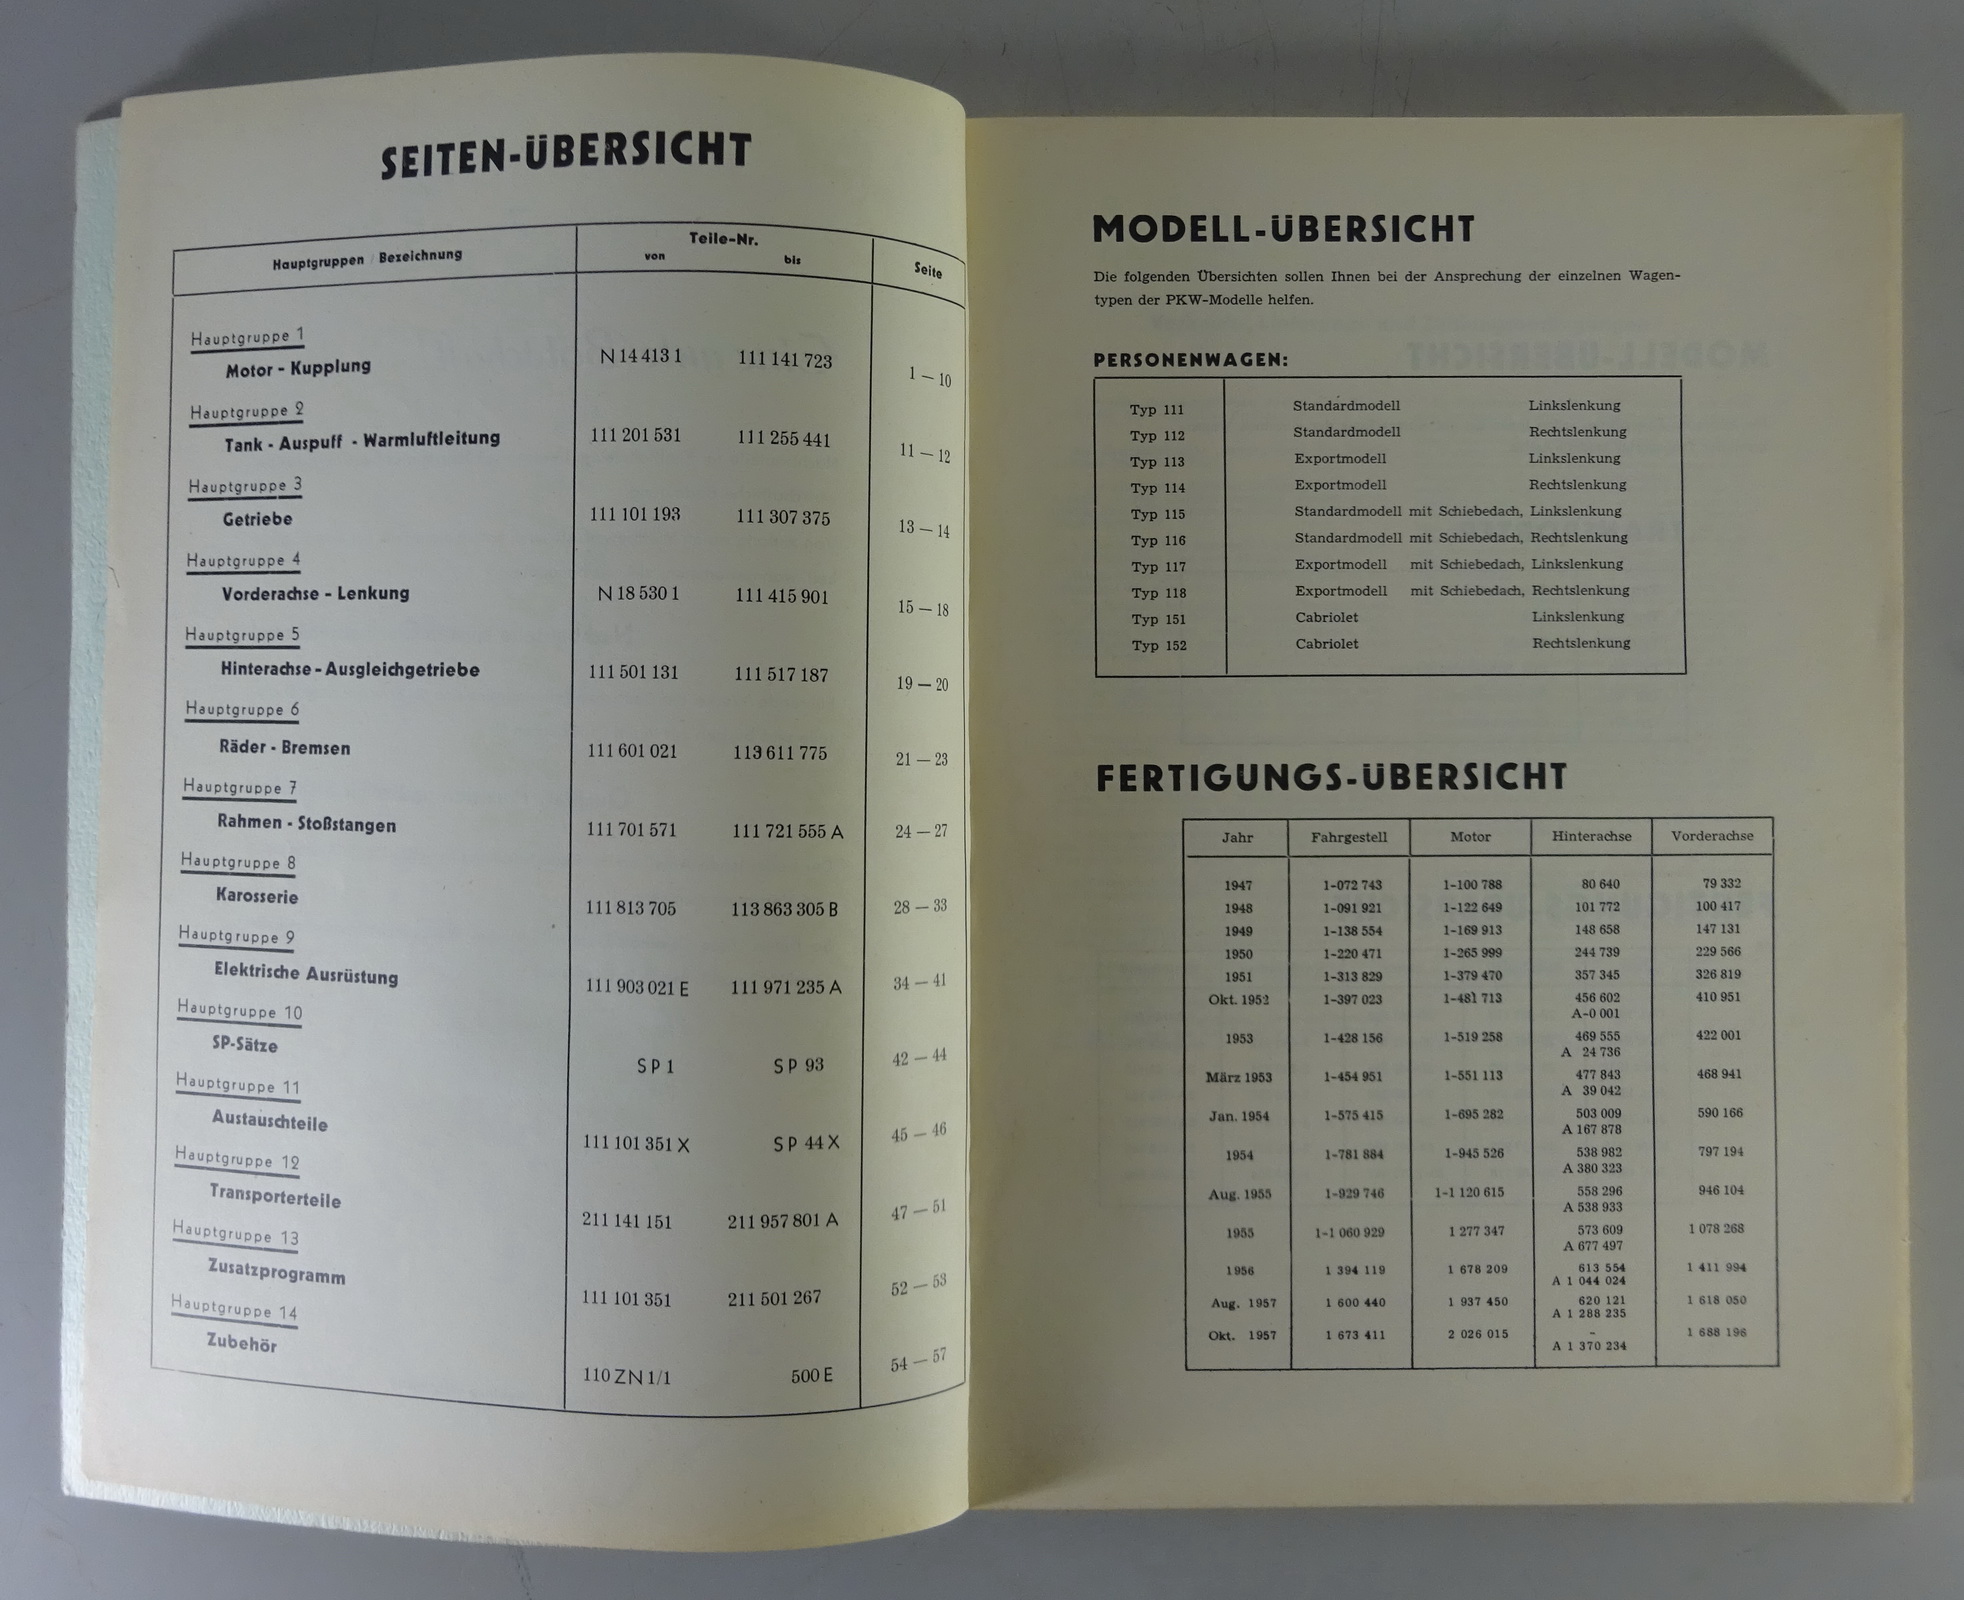 SEITEN-ÜBERSICHT
Hauptgruppen / Bezeichnung
Teile-Nr.
von bis
Seite
Hauptgruppe 1
Motor - Kupplung N 14 413 1 111 141 723 1 — 10
Hauptgruppe 2
Tank - Auspuff - Warmluftleitung 111 201 531 111 255 441 11 — 12
Hauptgruppe 3
Getriebe 111 101 193 111 307 375 13 — 14
Hauptgruppe 4
Vorderachse - Lenkung N 18 530 1 111 415 901 15 — 18
Hauptgruppe 5
Hinterachse - Ausgleichgetriebe 111 501 131 111 517 187 19 — 20
Hauptgruppe 6
Räder - Bremsen 111 601 021 113 611 775 21 — 23
Hauptgruppe 7
Rahmen - Stoßstangen 111 701 571 111 721 555 A 24 — 27
Hauptgruppe 8
Karosserie 111 813 705 113 863 305 B 28 — 33
Hauptgruppe 9
Elektrische Ausrüstung 111 903 021 E 111 971 235 A 34 — 41
Hauptgruppe 10
SP-Sätze SP 1 SP 93 42 — 44
Hauptgruppe 11
Austauschteile 111 101 351 X SP 44 X 45 — 46
Hauptgruppe 12
Transporterteile 211 141 151 211 957 801 A 47 — 51
Hauptgruppe 13
Zusatzprogramm 111 101 351 211 501 267 52 — 53
Hauptgruppe 14
Zubehör 110 ZN 1/1 500 E 54 — 57
MODELL-ÜBERSICHT
Die folgenden Übersichten sollen Ihnen bei der Ansprechung der einzelnen Wagen-
typen der PKW-Modelle helfen.
PERSONENWAGEN:
Typ 111 Standardmodell Linkslenkung
Typ 112 Standardmodell Rechtslenkung
Typ 113 Exportmodell Linkslenkung
Typ 114 Exportmodell Rechtslenkung
Typ 115 Standardmodell mit Schiebedach, Linkslenkung
Typ 116 Standardmodell mit Schiebedach, Rechtslenkung
Typ 117 Exportmodell mit Schiebedach, Linkslenkung
Typ 118 Exportmodell mit Schiebedach, Rechtslenkung
Typ 151 Cabriolet Linkslenkung
Typ 152 Cabriolet Rechtslenkung
FERTIGUNGS-ÜBERSICHT
Jahr Fahrgestell Motor Hinterachse Vorderachse
1947 1-072 743 1-100 788 80 640 79 332
1948 1-091 921 1-122 649 101 772 100 417
1949 1-138 554 1-169 913 148 658 147 131
1950 1-220 471 1-265 999 244 739 229 566
1951 1-313 829 1-379 470 357 345 326 819
Okt. 1952 1-397 023 1-481 713 456 602 410 951
A-0 001
1953 1-428 156 1-519 258 469 555 422 001
A 24 736
März 1953 1-454 951 1-551 113 477 843 468 941
A 39 042
Jan. 1954 1-575 415 1-695 282 503 009 590 166
A 167 878
1954 1-781 884 1-945 526 538 982 797 194
A 380 323
Aug. 1955 1-929 746 1-1 120 615 558 296 946 104
A 538 933
1955 1-1 060 929 1 277 347 573 609 1 078 268
A 677 497
1956 1 394 119 1 678 209 613 554 1 411 994
A 1 044 024
Aug. 1957 1 600 440 1 937 450 620 121 1 618 050
A 1 288 235
Okt. 1957 1 673 411 2 026 015 – 1 688 196
A 1 370 234